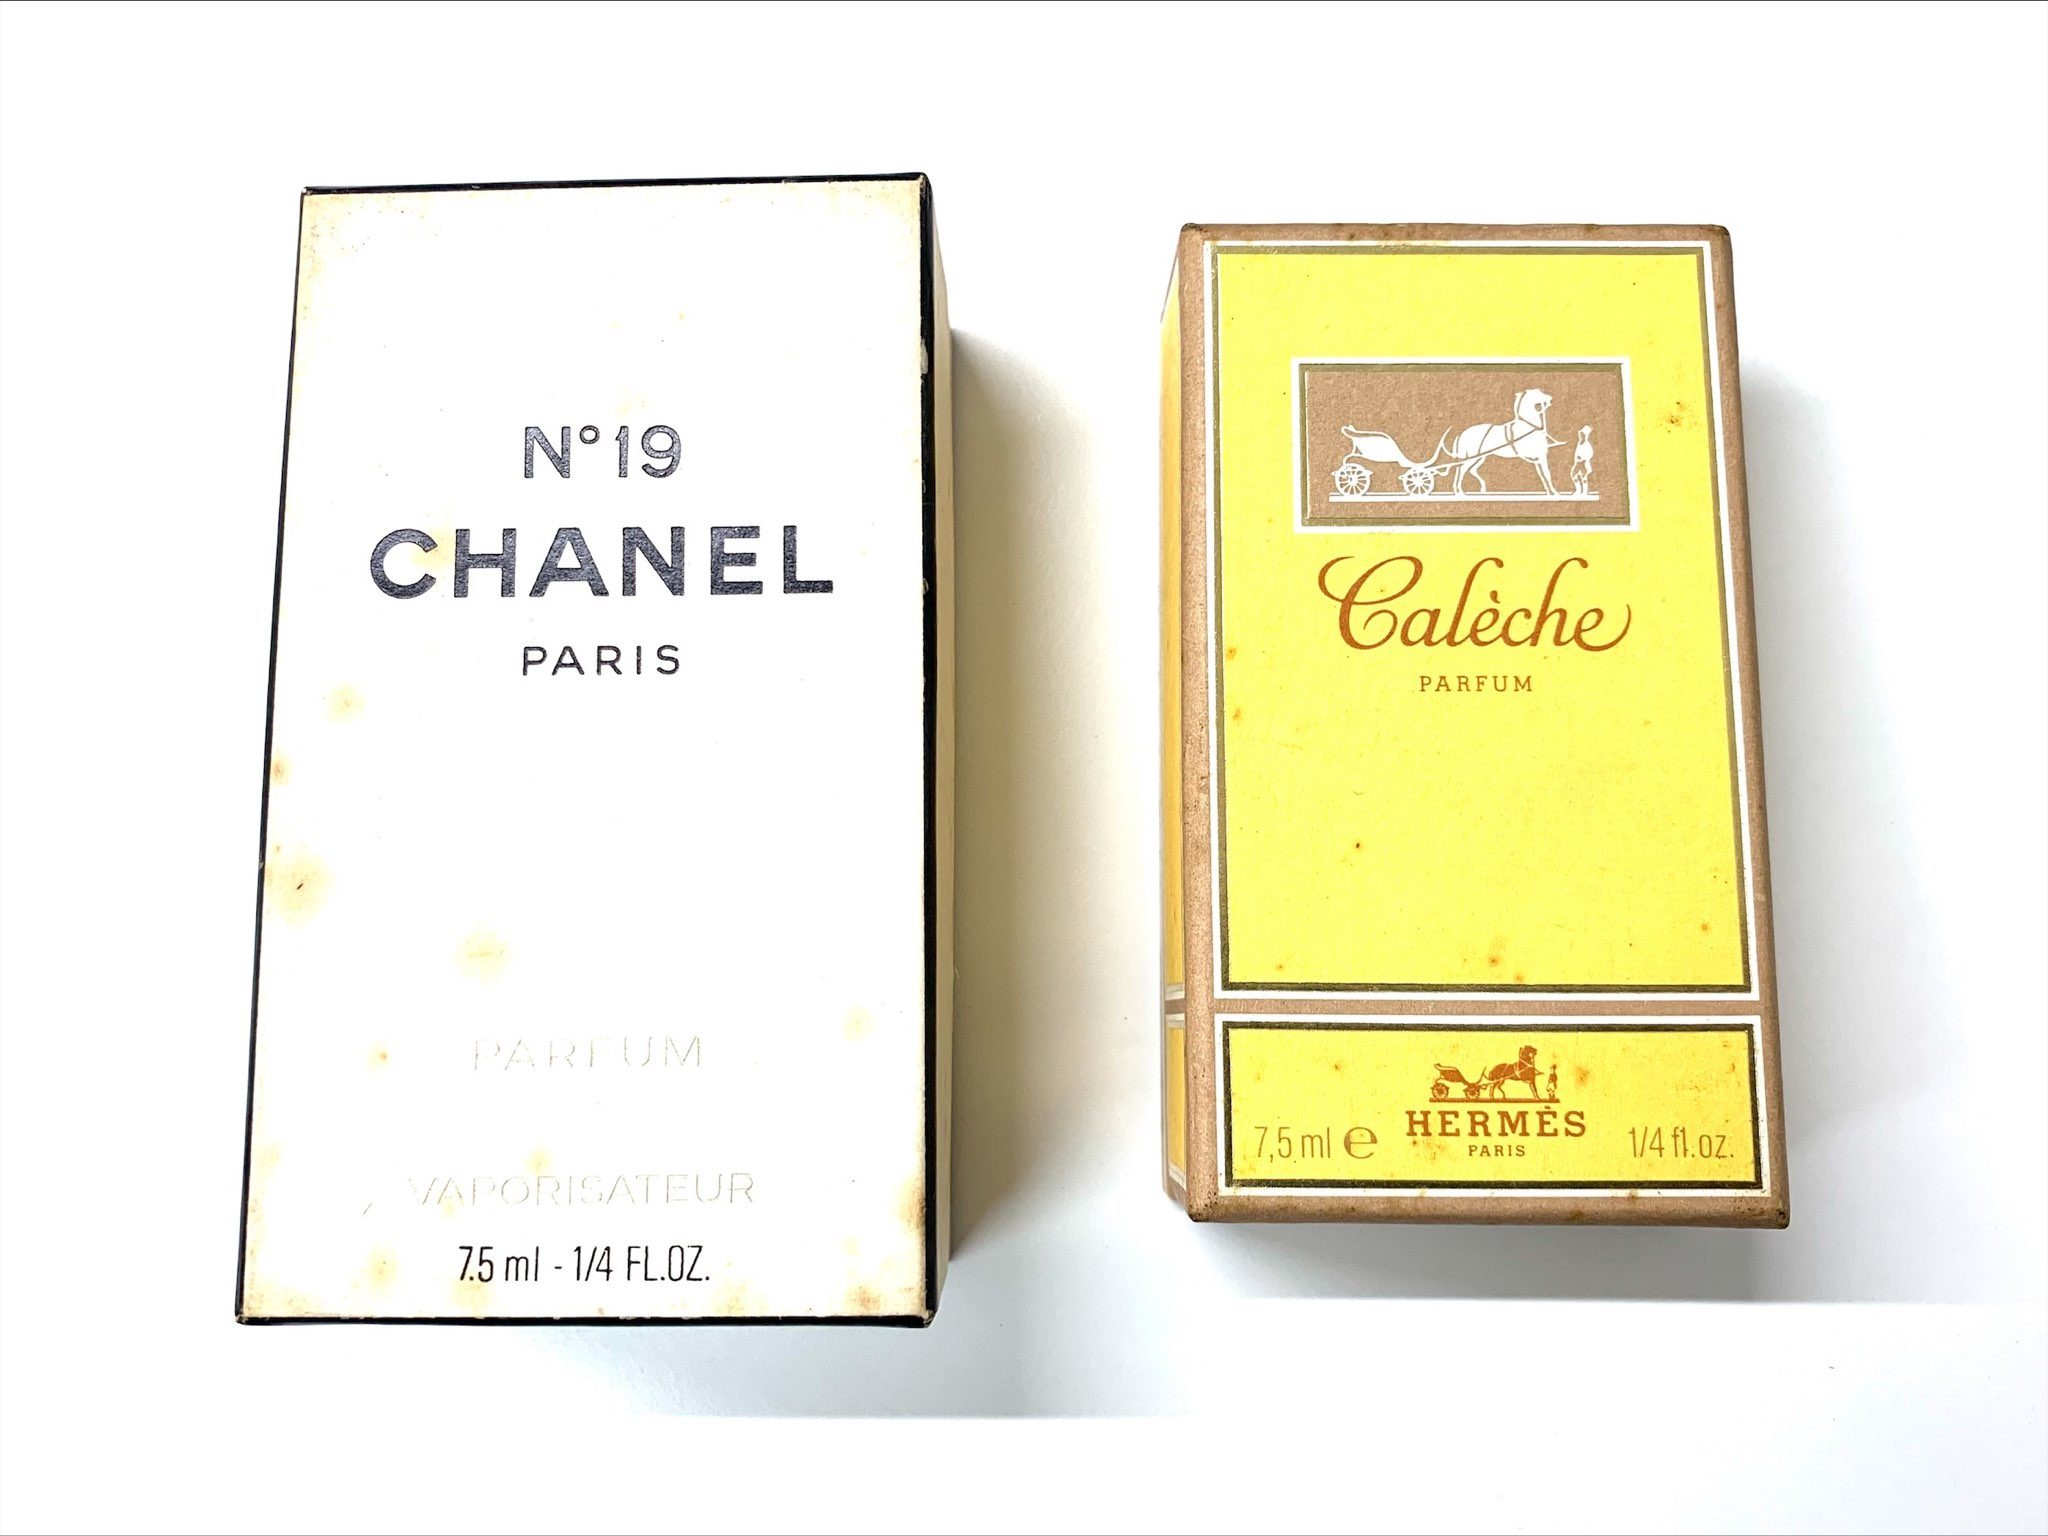 N° 19
CHANEL
PARIS
PARFUM
VAPORISATEUR
7.5 ml - 1/4 FL.OZ.
Calèche
PARFUM
HERMÈS
7,5 ml ℮ PARIS 1/4 fl.oz.